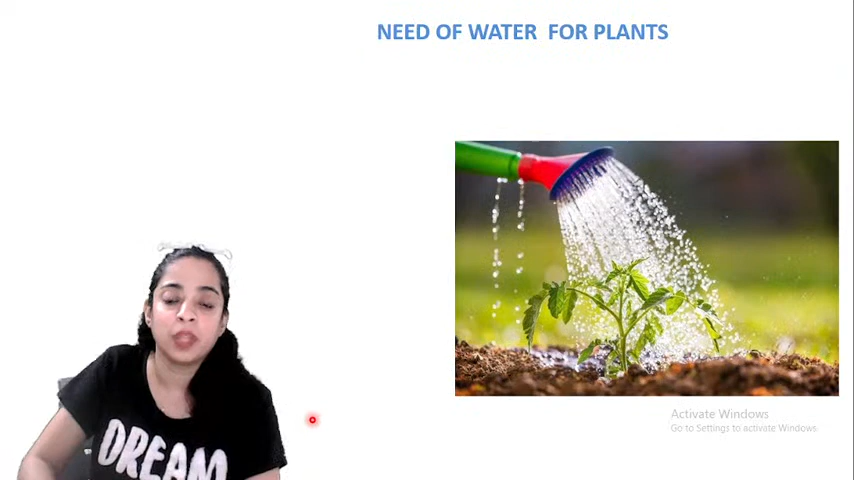 NEED OF WATER  FOR PLANTS
DREAM
Activate Windows
Go to Settings to activate Windows.